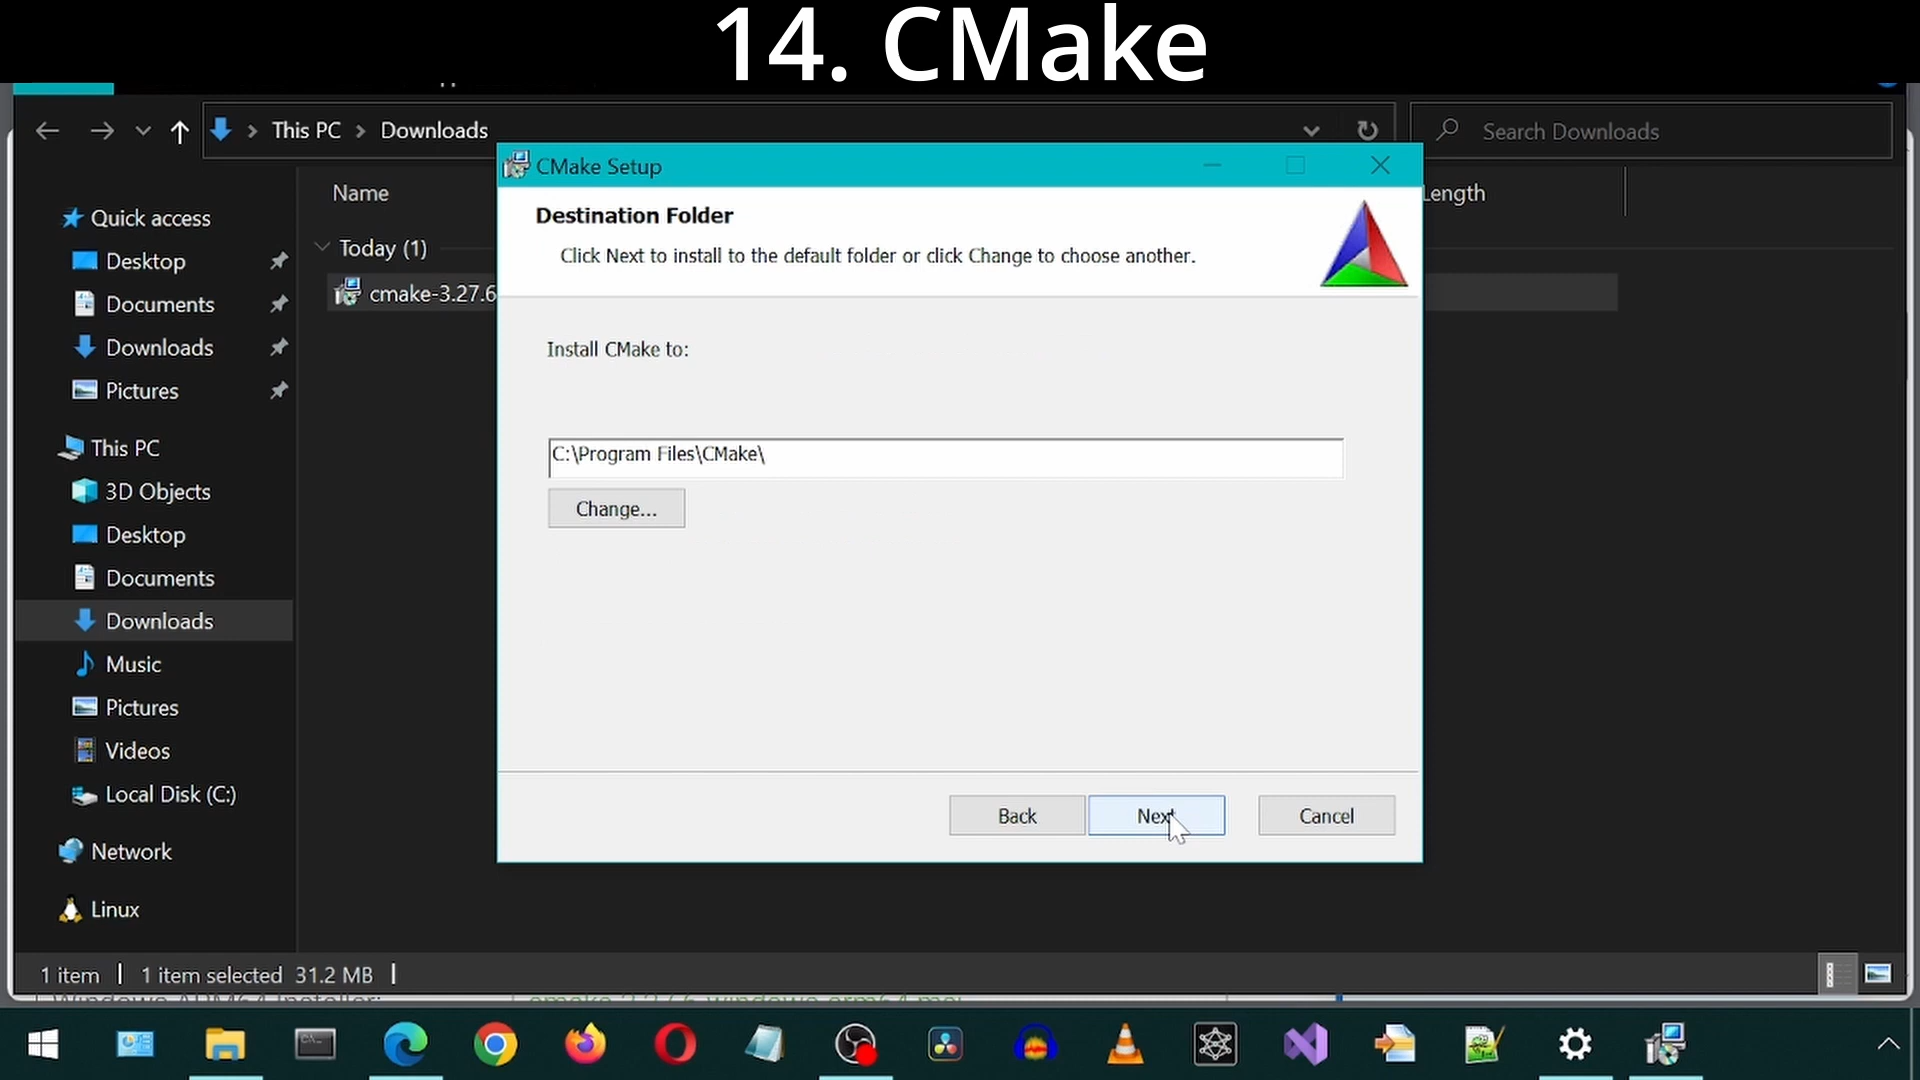 14. CMake
This PC
Downloads
Search Downloads
CMake Setup
Destination Folder
Click Next to install to the default folder or click Change to choose another.
Install CMake to:
C:\Program Files\CMake\
Change...
Back
Next
Cancel
Name
Length
Today (1)
cmake-3.27.6
Quick access
Desktop
Documents
Downloads
Pictures
This PC
3D Objects
Desktop
Documents
Downloads
Music
Pictures
Videos
Local Disk (C:)
Network
Linux
1 item
1 item selected 31.2 MB